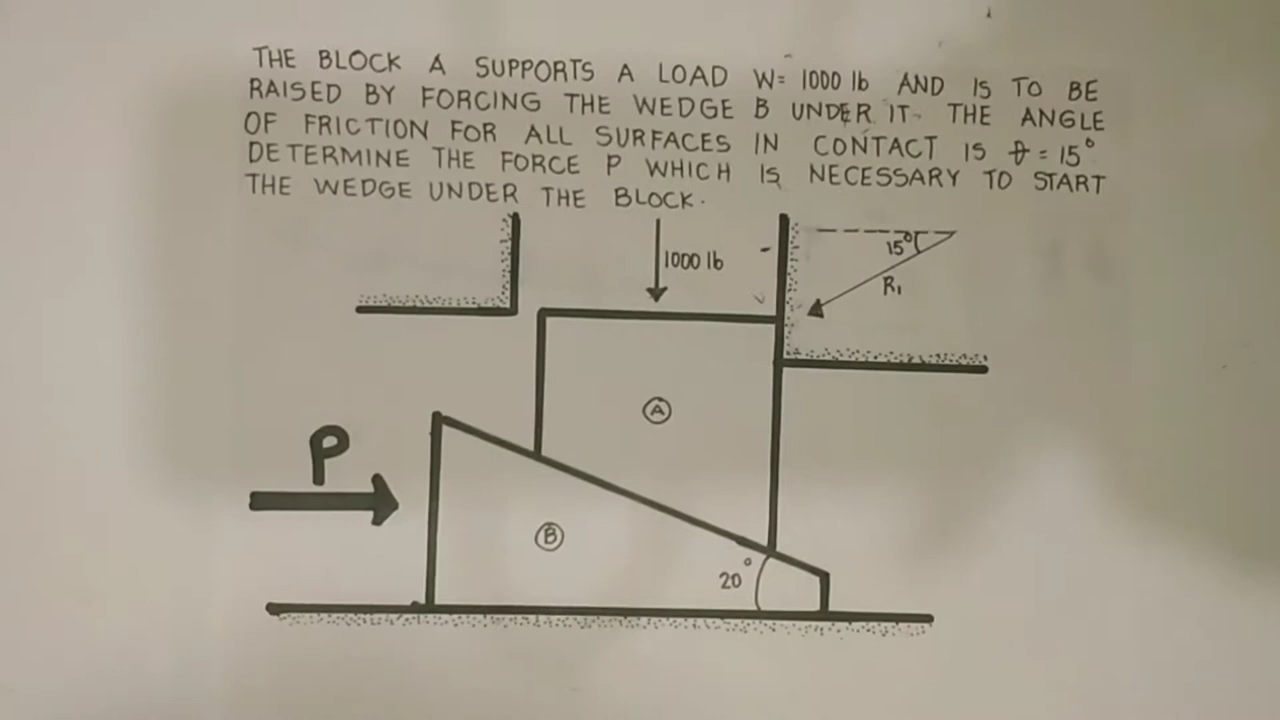 THE BLOCK A SUPPORTS A LOAD W= 1000 lb AND IS TO BE
RAISED BY FORCING THE WEDGE B UNDER IT. THE ANGLE
OF FRICTION FOR ALL SURFACES IN CONTACT IS θ = 15°
DETERMINE THE FORCE P WHICH IS NECESSARY TO START
THE WEDGE UNDER THE BLOCK.
1000 lb
15°
R₁
A
P
B
20°